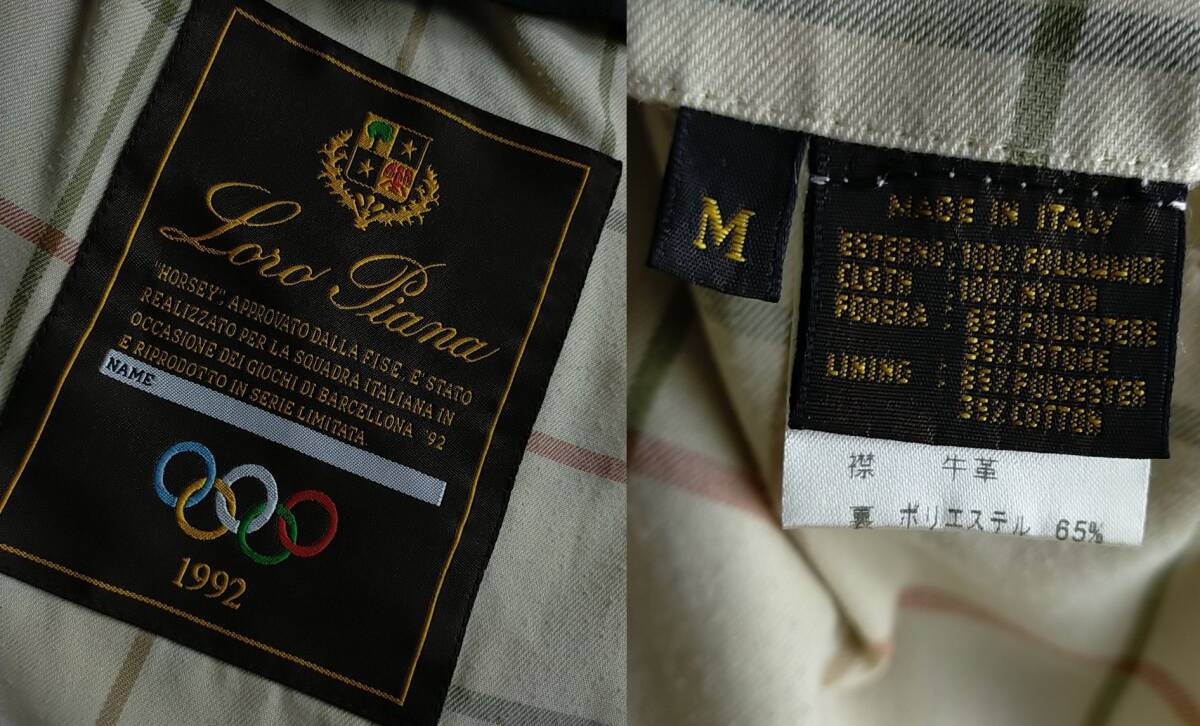 Loro Piana
"HORSEY", APPROVATO DALLA FISE, E' STATO
REALIZZATO PER LA SQUADRA ITALIANA IN
OCCASIONE DEI GIOCHI DI BARCELLONA '92
E RIPRODOTTO IN SERIE LIMITATA
NAME
1992
M
MADE IN ITALY
ESTERNO: 100% POLIAMMIDE
CLOTH : 100% NYLON
FODERA : 65% POLIESTERE
35% COTONE
LINING : 65% POLYESTER
35% COTTON
襟 牛革
裏 ポリエステル 65%